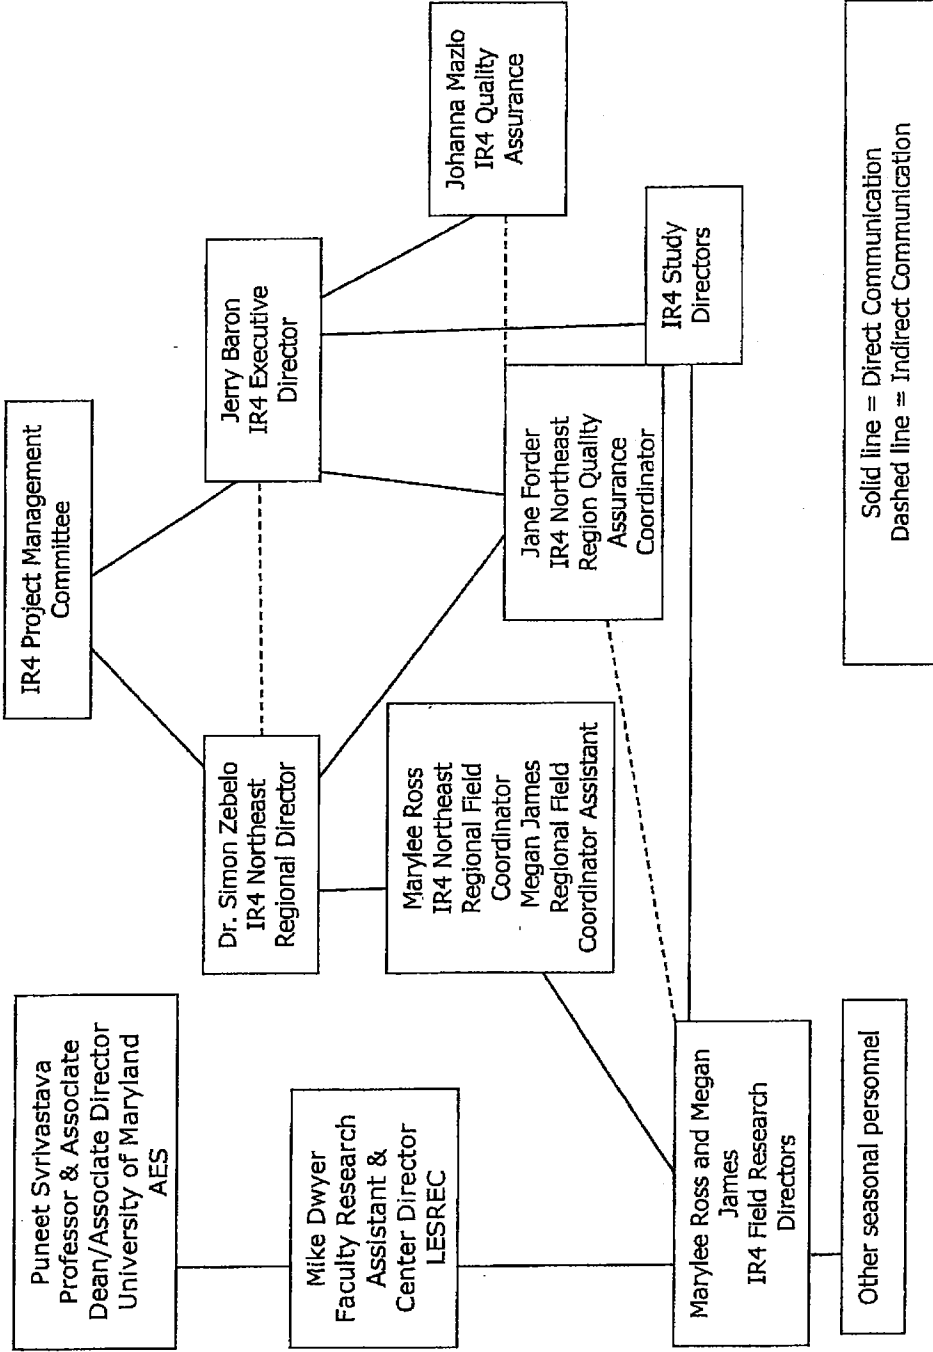 IR4 Project Management
Committee
Puneet Svrivastava
Professor & Associate
Dean/Associate Director
University of Maryland
AES
Dr. Simon Zebelo
IR4 Northeast
Regional Director
Jerry Baron
IR4 Executive
Director
Mike Dwyer
Faculty Research
Assistant &
Center Director
LESREC
Marylee Ross
IR4 Northeast
Regional Field
Coordinator
Megan James
Regional Field
Coordinator Assistant
Johanna Mazlo
IR4 Quality
Assurance
Jane Forder
IR4 Northeast
Region Quality
Assurance
Coordinator
IR4 Study
Directors
Marylee Ross and Megan
James
IR4 Field Research
Directors
Other seasonal personnel
Solid line = Direct Communication
Dashed line = Indirect Communication